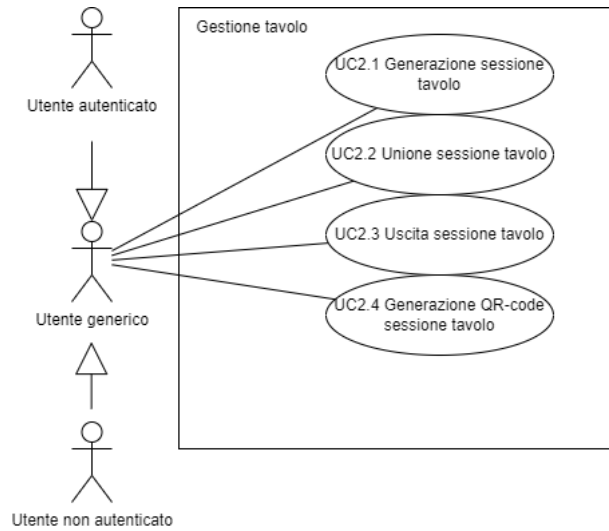 Gestione tavolo
UC2.1 Generazione sessione
tavolo
Utente autenticato
UC2.2 Unione sessione tavolo
UC2.3 Uscita sessione tavolo
Utente generico
UC2.4 Generazione QR-code
sessione tavolo
Utente non autenticato